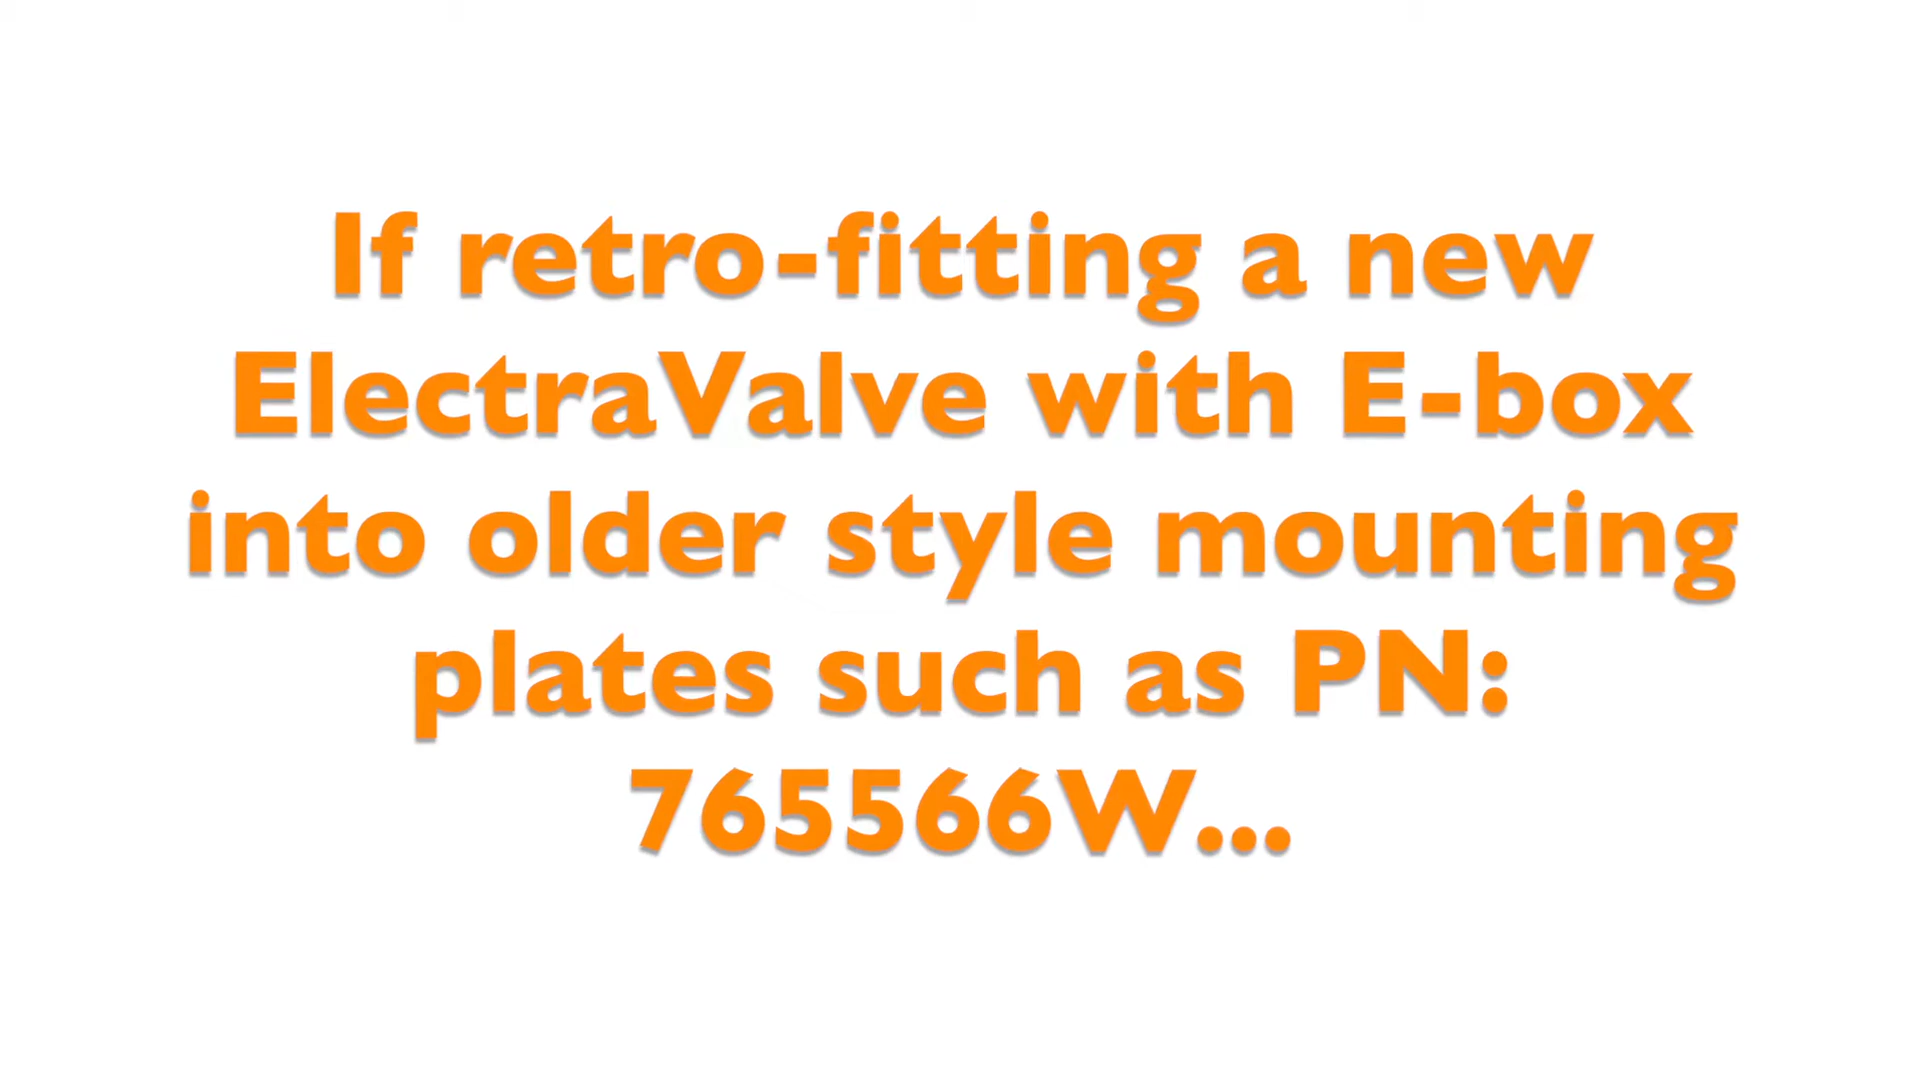 If retro-fitting a new
ElectraValve with E-box
into older style mounting
plates such as PN:
765566W...